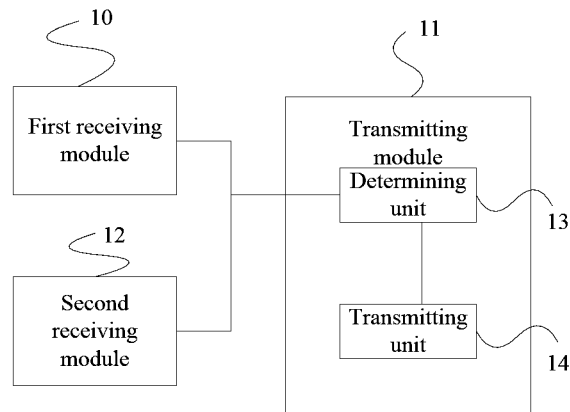 10
11
First receiving
module
Transmitting
module
Determining
unit
13
12
Second
receiving
module
Transmitting
unit
14